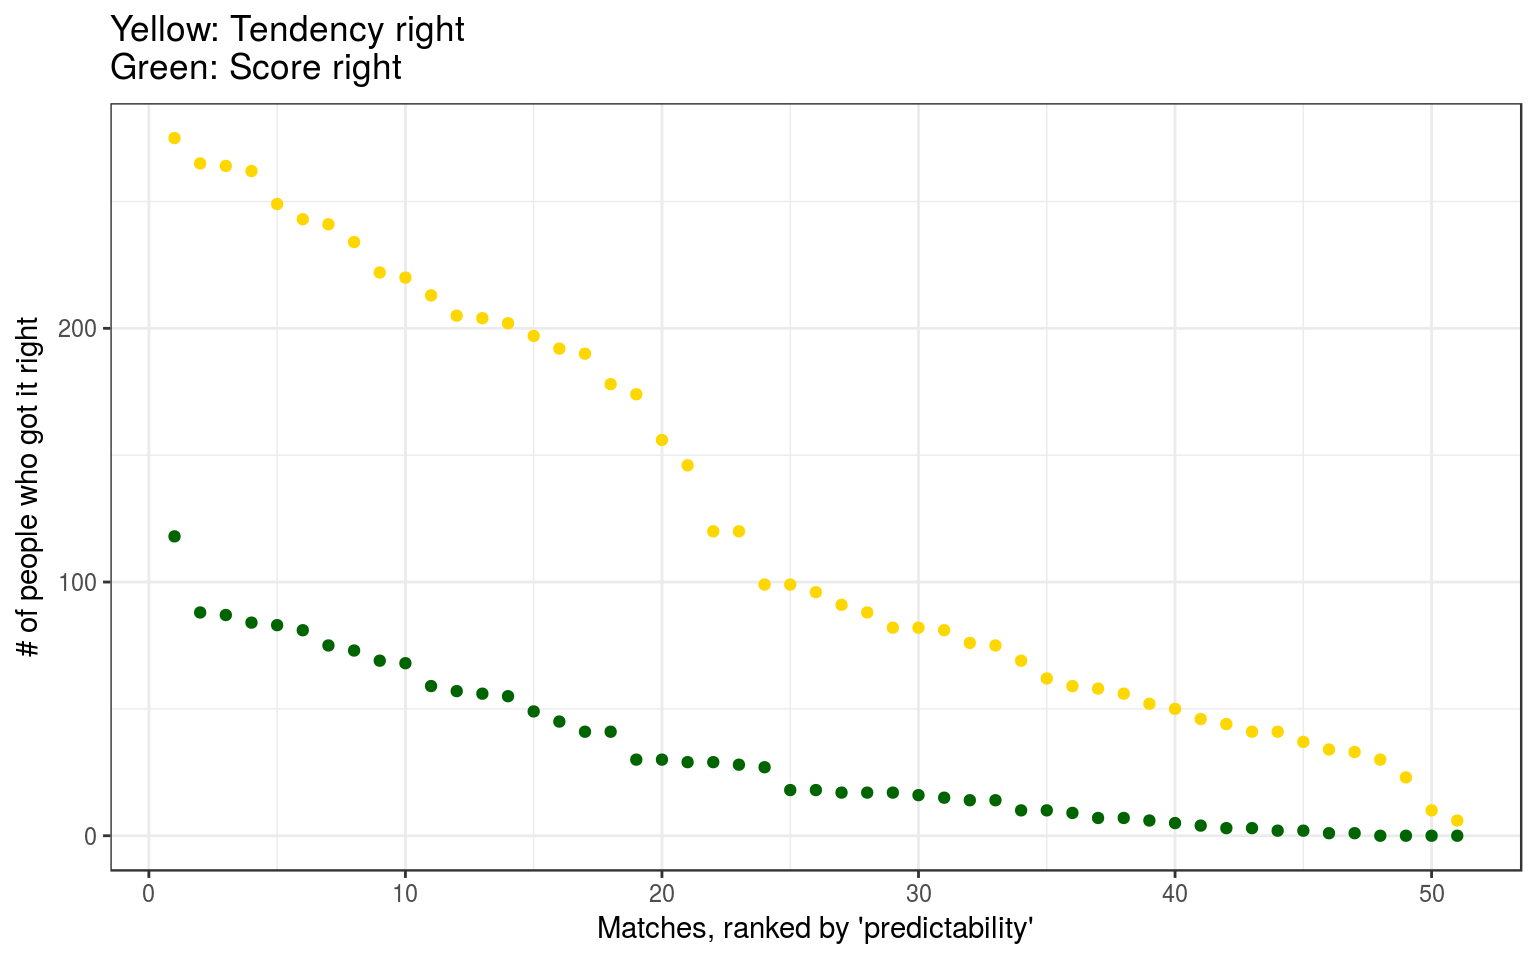 Yellow: Tendency right
Green: Score right
# of people who got it right
200
100
0
0 10 20 30 40 50
Matches, ranked by 'predictability'